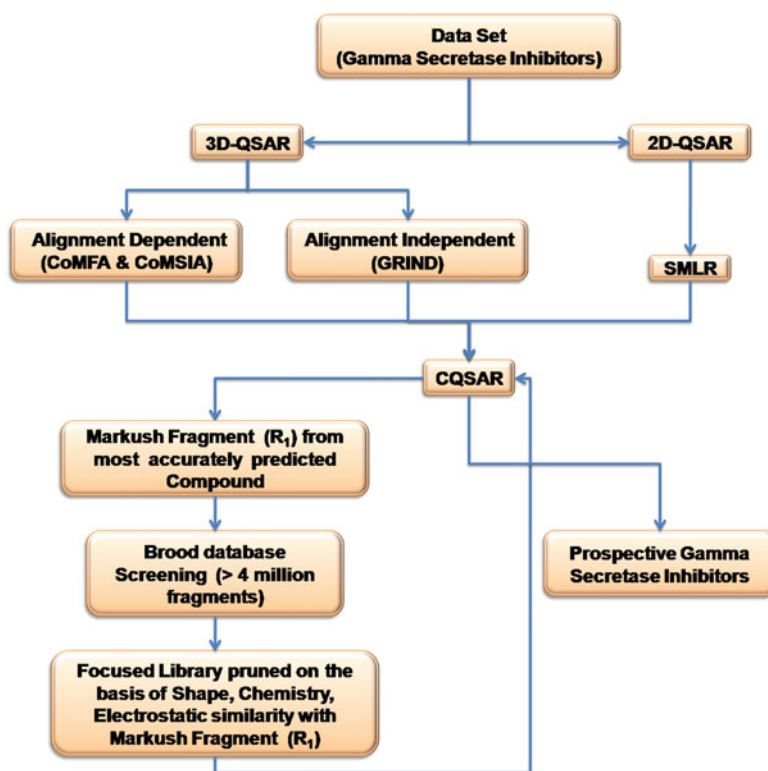 Data Set
(Gamma Secretase Inhibitors)
3D-QSAR
2D-QSAR
Alignment Dependent
(CoMFA & CoMSIA)
Alignment Independent
(GRIND)
SMLR
CQSAR
Markush Fragment (R₁) from
most accurately predicted
Compound
Brood database
Screening (> 4 million
fragments)
Prospective Gamma
Secretase Inhibitors
Focused Library pruned on the
basis of Shape, Chemistry,
Electrostatic similarity with
Markush Fragment (R₁)